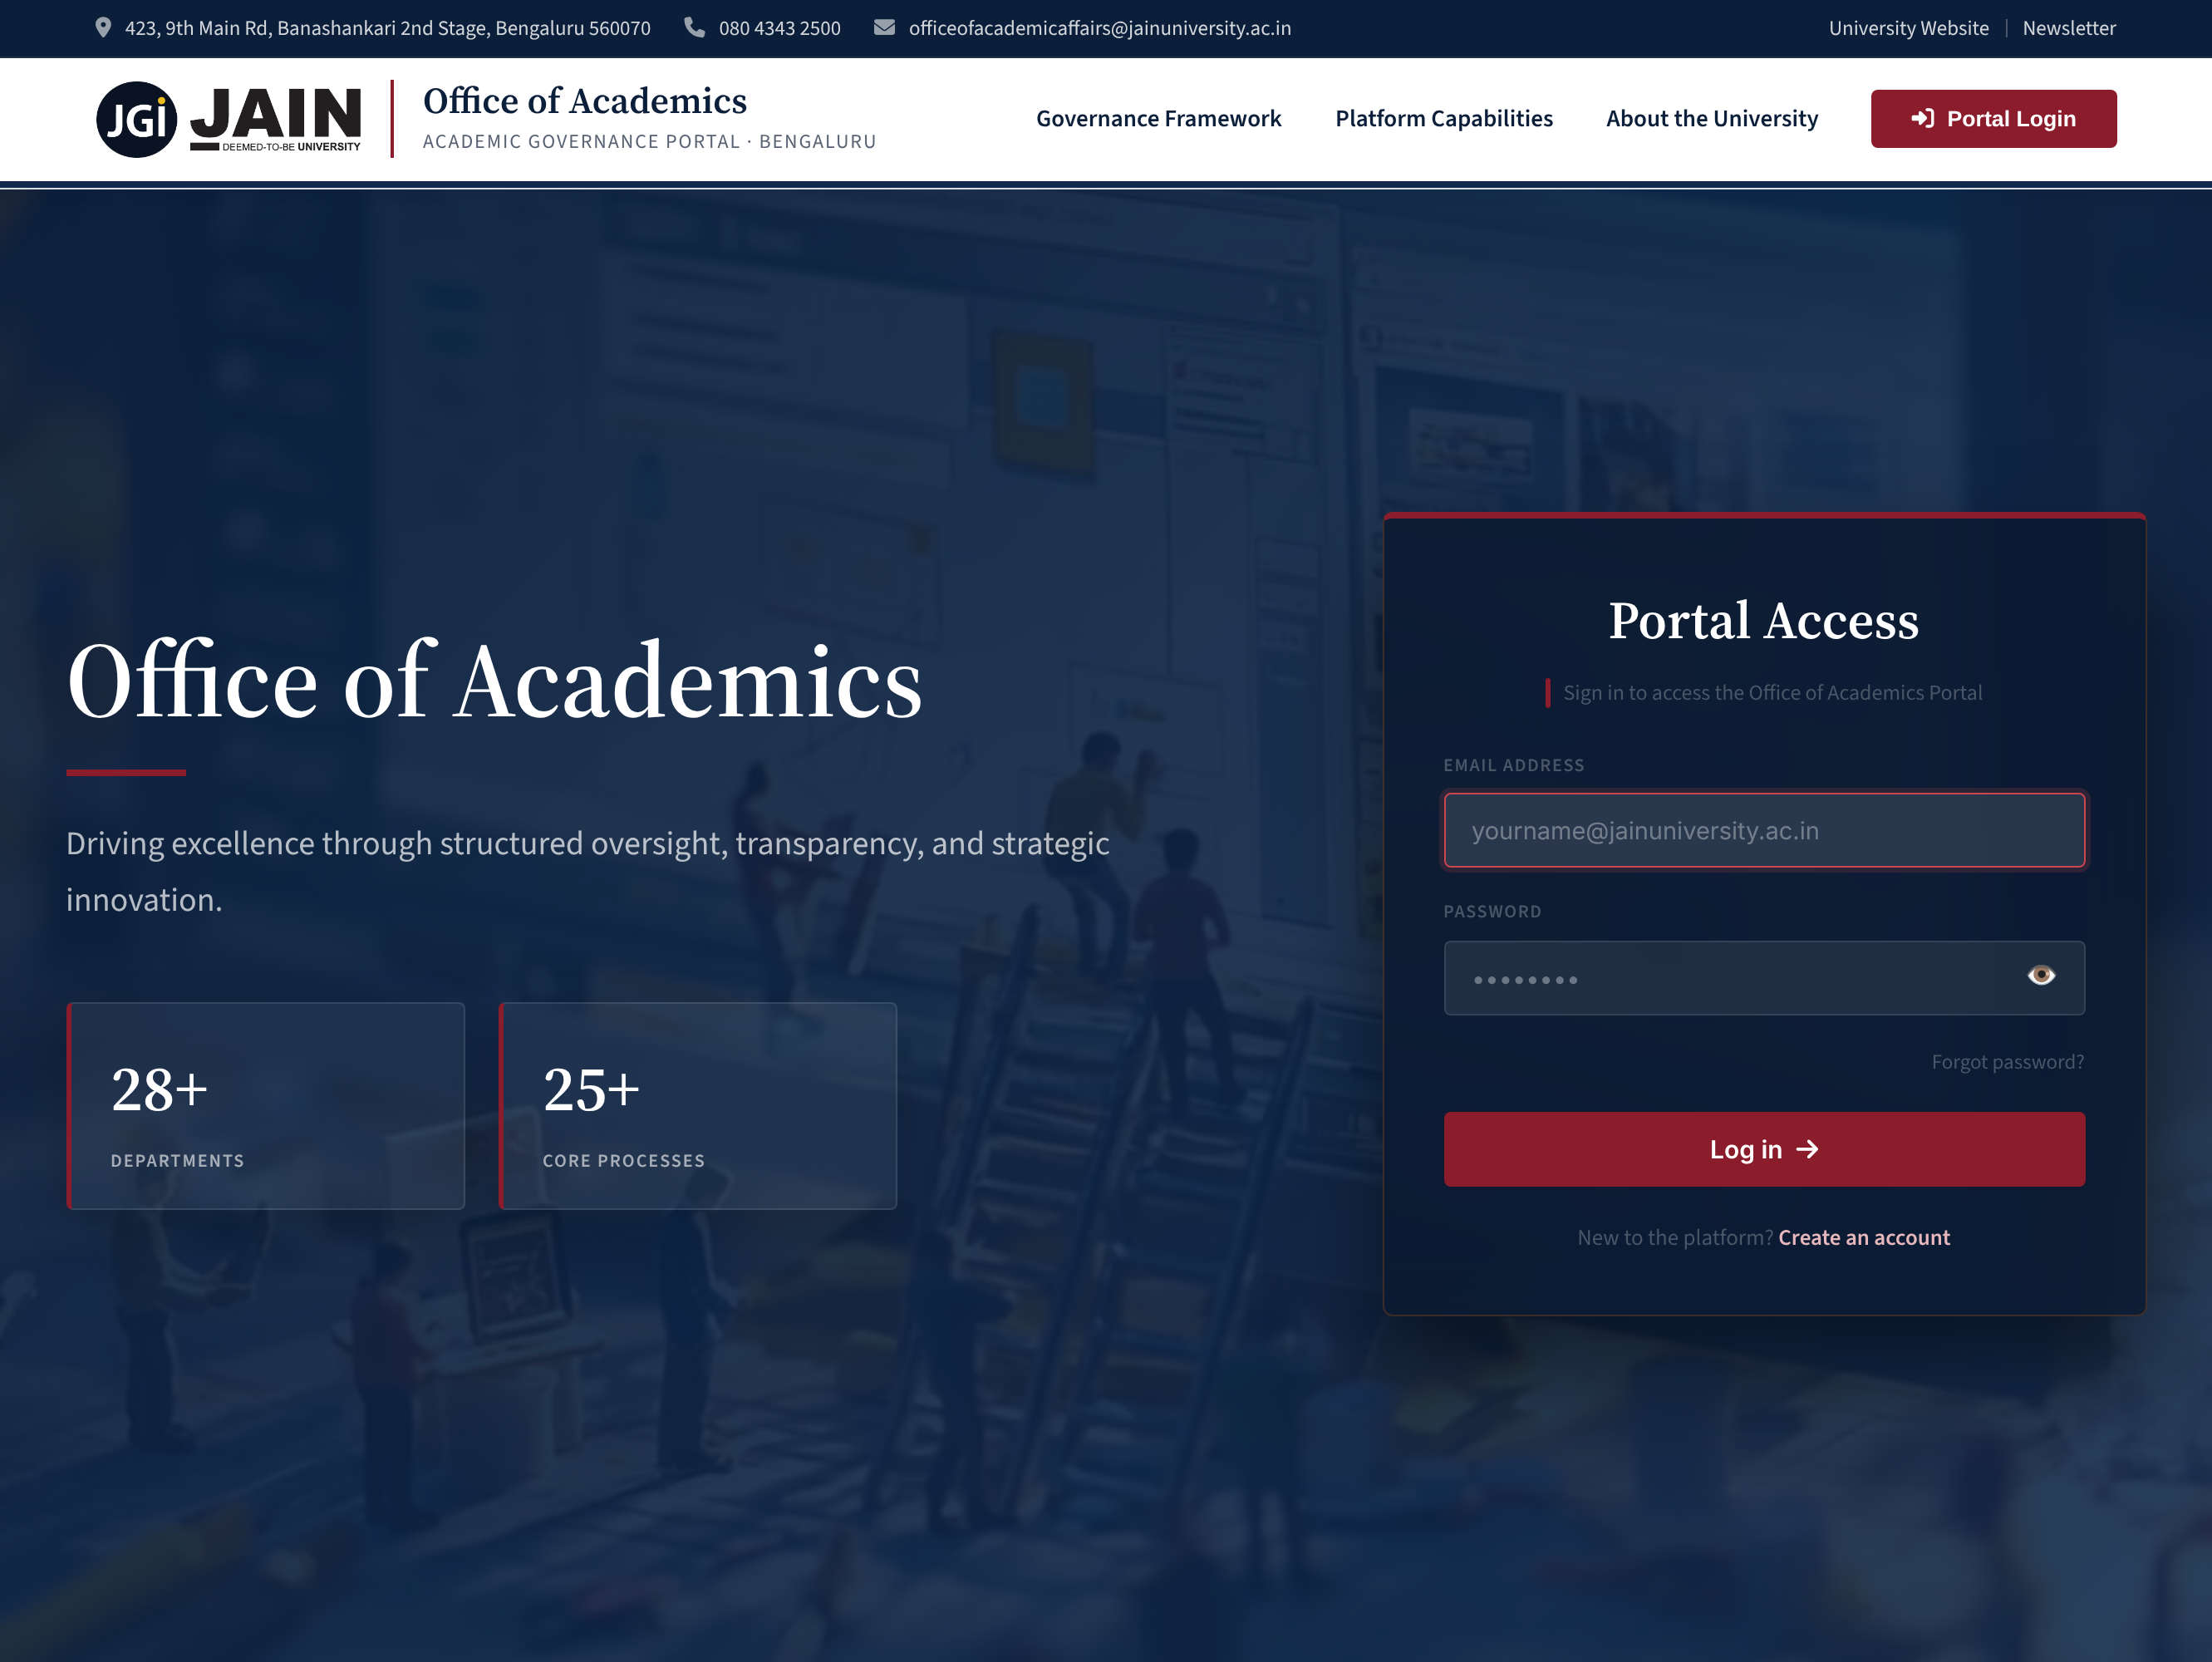 423, 9th Main Rd, Banashankari 2nd Stage, Bengaluru 560070
080 4343 2500
officeofacademicaffairs@jainuniversity.ac.in
University Website | Newsletter
JGi JAIN
DEEMED-TO-BE UNIVERSITY
Office of Academics
ACADEMIC GOVERNANCE PORTAL · BENGALURU
Governance Framework
Platform Capabilities
About the University
Portal Login
Office of Academics
Driving excellence through structured oversight, transparency, and strategic
innovation.
28+
DEPARTMENTS
25+
CORE PROCESSES
Portal Access
Sign in to access the Office of Academics Portal
EMAIL ADDRESS
yourname@jainuniversity.ac.in
PASSWORD
••••••••
Forgot password?
Log in →
New to the platform? Create an account